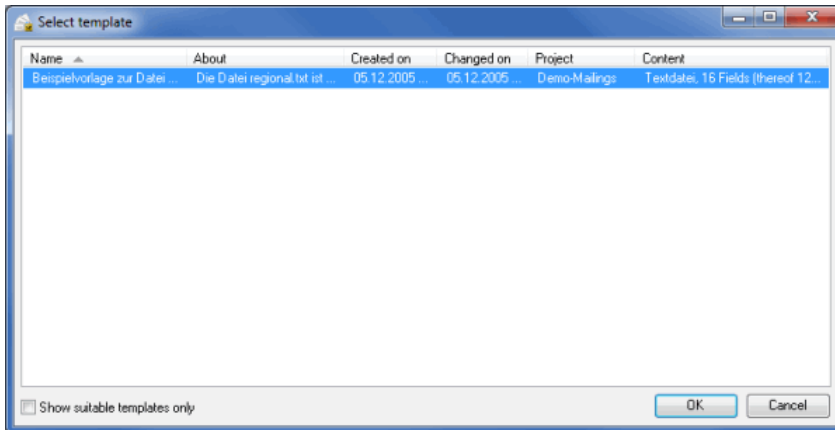 Select template
Name About Created on Changed on Project Content
Beispielvorlage zur Datei ... Die Datei regional.txt ist ... 05.12.2005 ... 05.12.2005 ... Demo-Mailings Textdatei, 16 Fields (thereof 12...
Show suitable templates only OK Cancel